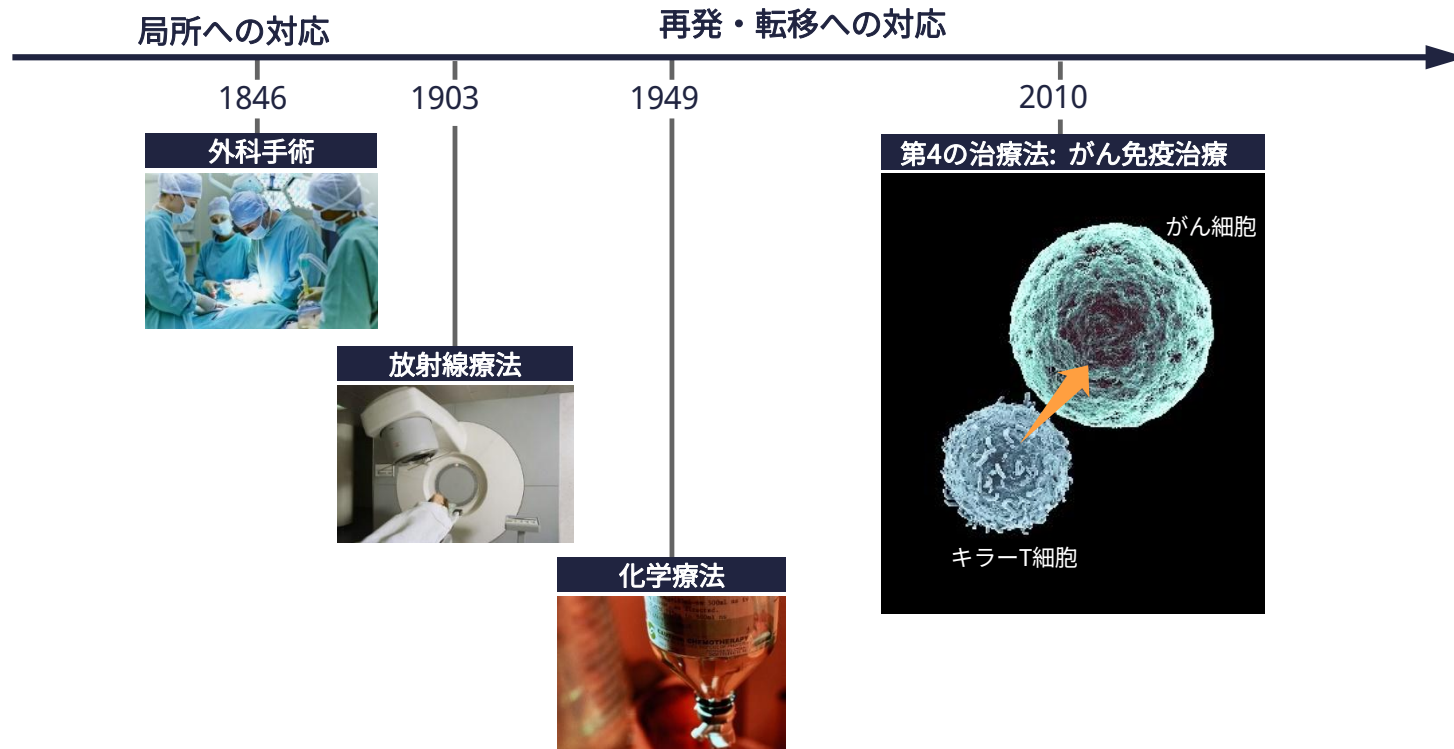 局所への対応
再発・転移への対応
1846
1903
1949
2010
外科手術
第4の治療法: がん免疫治療
がん細胞
放射線療法
キラーT細胞
化学療法
CHEMOTHERAPY